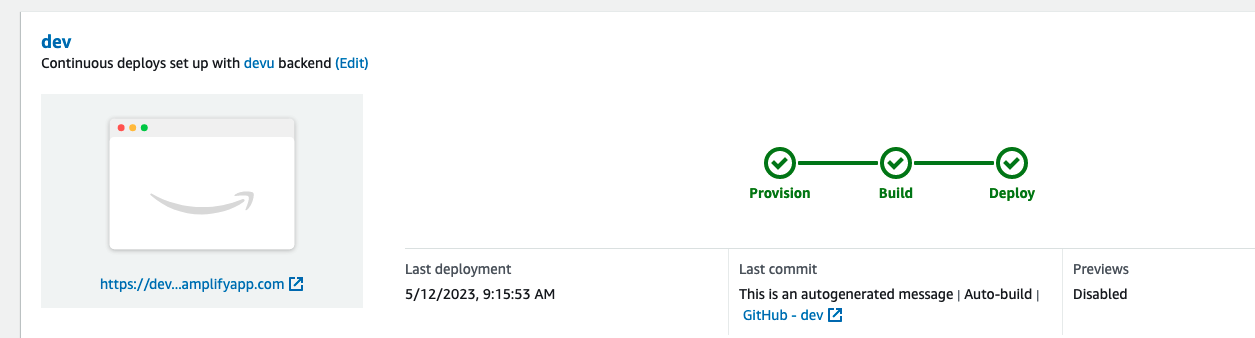 dev
Continuous deploys set up with devu backend (Edit)
Provision
Build
Deploy
https://dev...amplifyapp.com
Last deployment
5/12/2023, 9:15:53 AM
Last commit
This is an autogenerated message | Auto-build |
GitHub - dev
Previews
Disabled